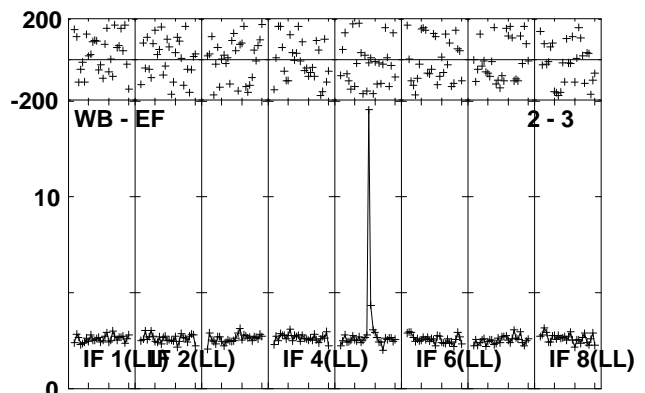 200
-200
WB - EF 2 - 3
10
IF 1(LL) IF 2(LL) IF 4(LL) IF 6(LL) IF 8(LL)
0